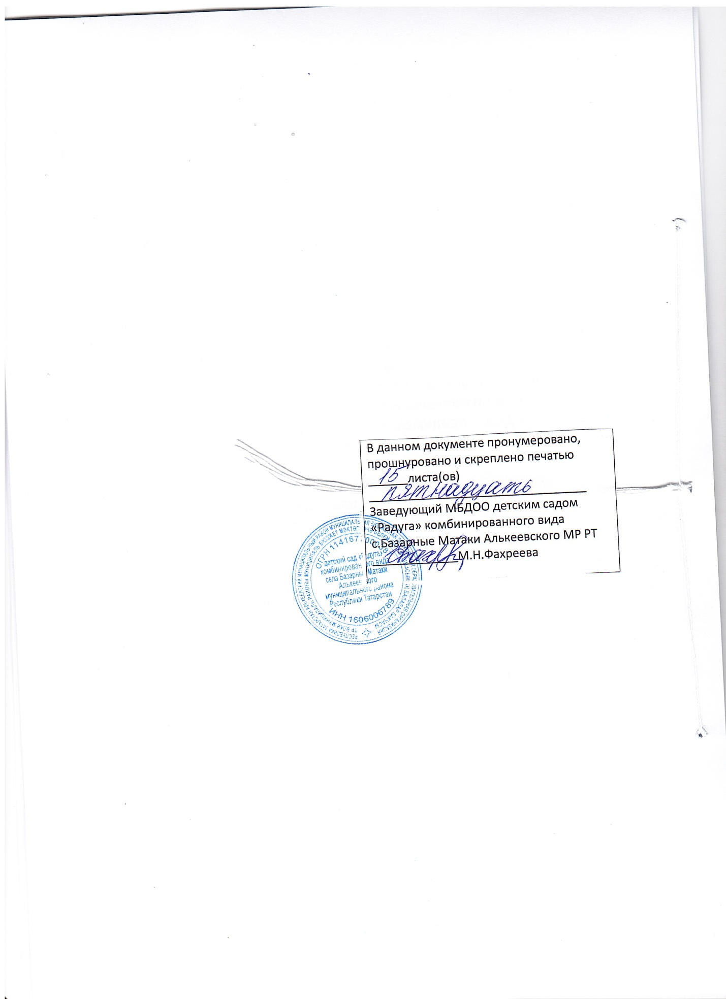 В данном документе пронумеровано,
прошнуровано и скреплено печатью
15 листа(ов)
пятнадцать
Заведующий МБДОО детским садом
«Радуга» комбинированного вида
с.Базарные Матаки Алькеевского МР РТ
М.Н.Фахреева
ОГРН
детский сад «Радуга»
комбинированного вида
села Базарные Матаки
Алькеевского
муниципального района
Республики Татарстан
ИНН 1606006789